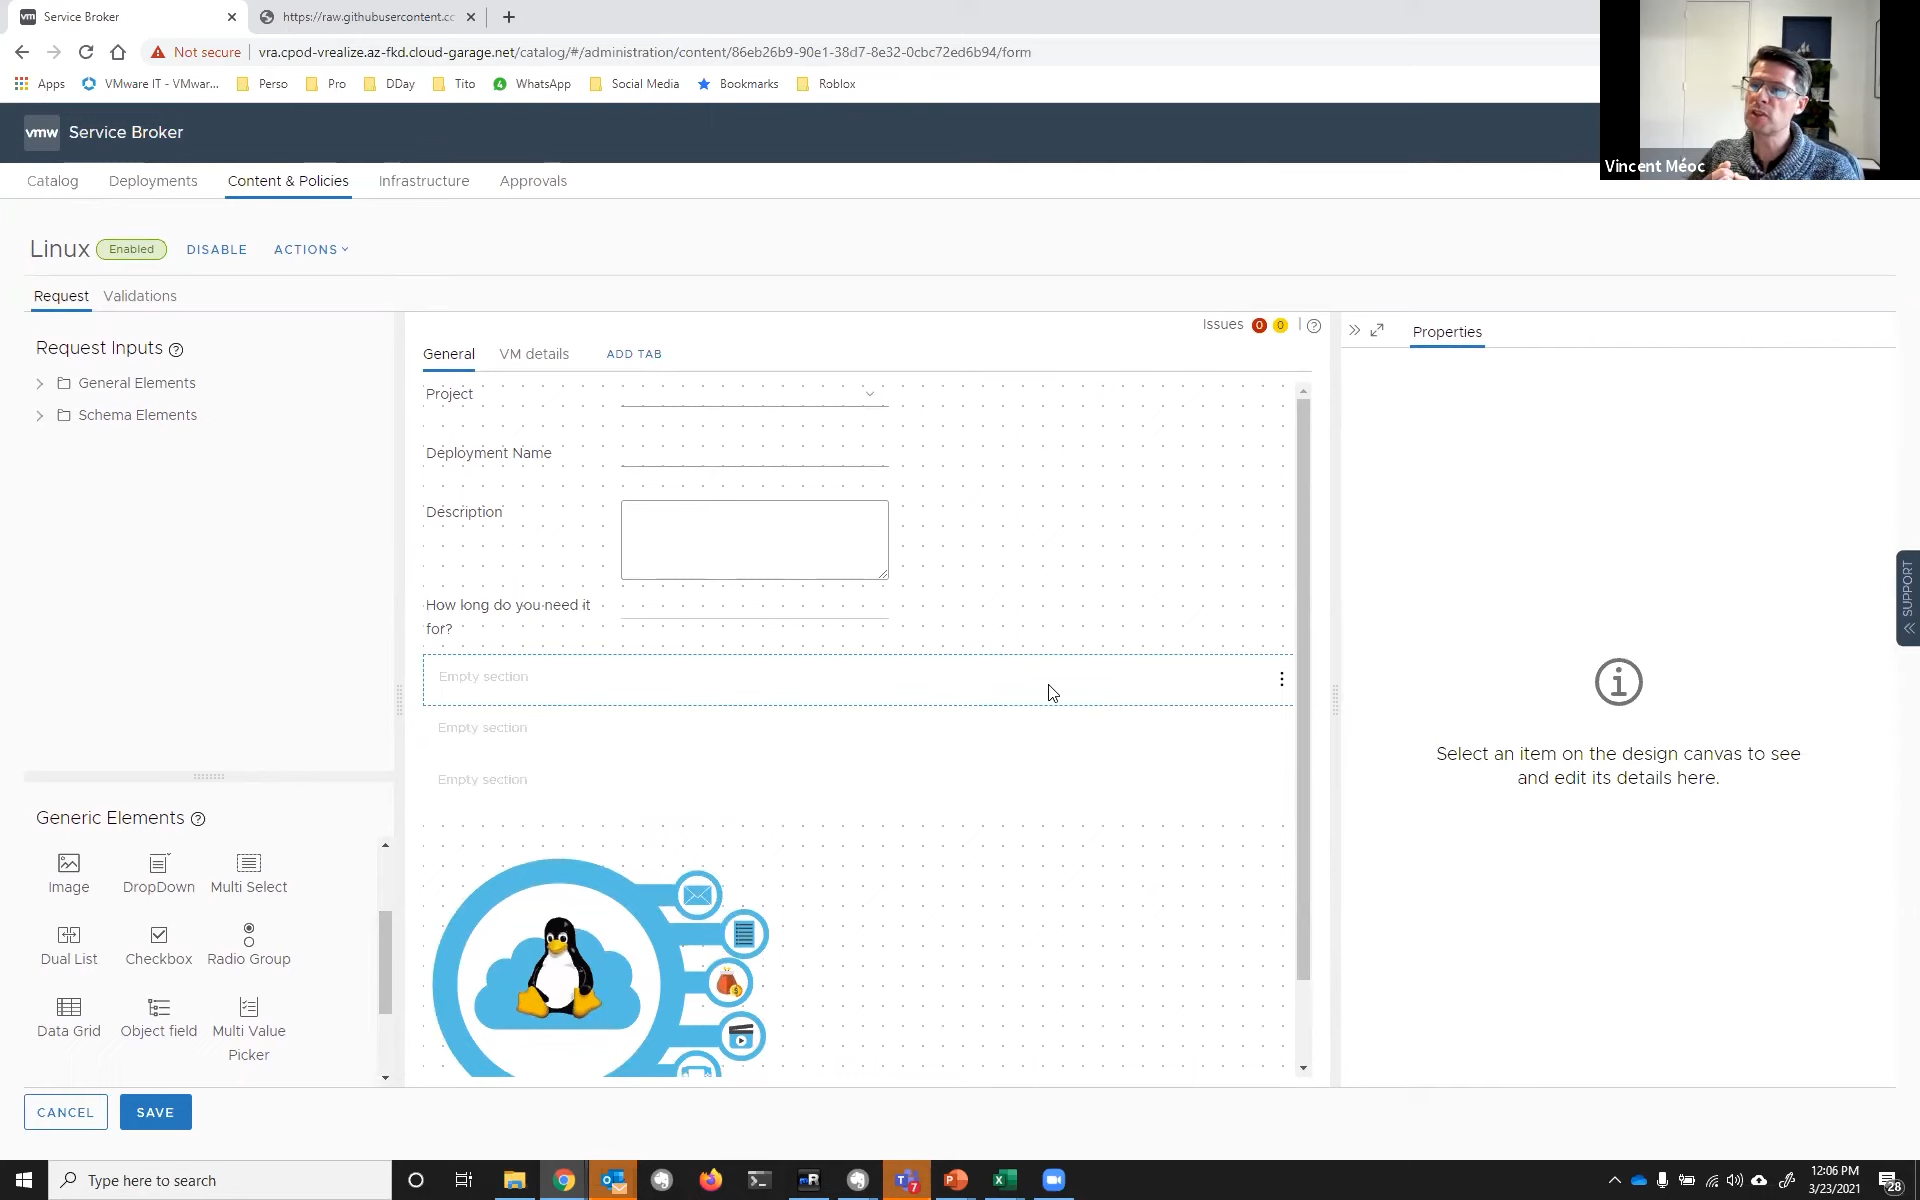 vm Service Broker
https://raw.githubusercontent.cc
Not secure
vra.cpod-vrealize.az-fkd.cloud-garage.net/catalog/#/administration/content/86eb26b9-90e1-38d7-8e32-0cbc72ed6b94/form
Apps
VMware IT - VMwar...
Perso
Pro
DDay
Tito
WhatsApp
Social Media
Bookmarks
Roblox
vmw Service Broker
Vincent Méoc
Catalog
Deployments
Content & Policies
Infrastructure
Approvals
Linux
Enabled
DISABLE
ACTIONS
Request
Validations
Issues 0 0
Request Inputs
General Elements
Schema Elements
General
VM details
ADD TAB
Properties
Project
Deployment Name
Description
How long do you need it
for?
Empty section
Empty section
Empty section
Select an item on the design canvas to see
and edit its details here.
SUPPORT
Generic Elements
Image
DropDown
Multi Select
Dual List
Checkbox
Radio Group
Data Grid
Object field
Multi Value
Picker
CANCEL
SAVE
Type here to search
7
12:06 PM
3/23/2021
28